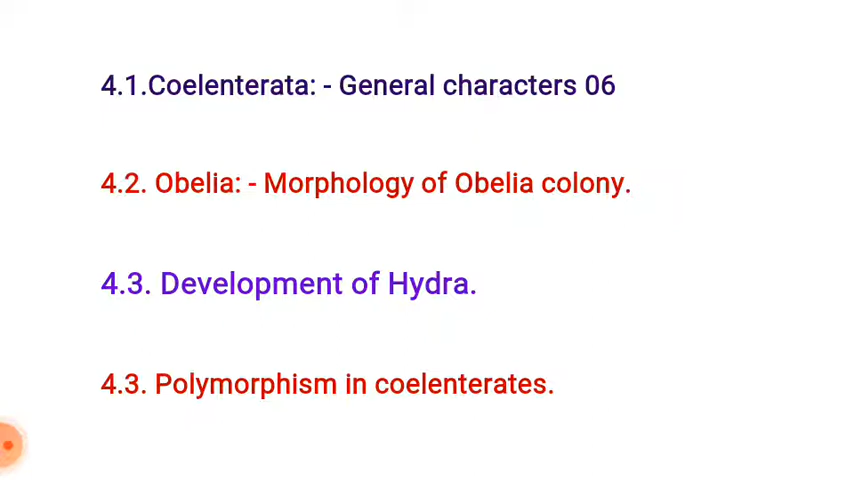 4.1.Coelenterata: - General characters 06
4.2. Obelia: - Morphology of Obelia colony.
4.3. Development of Hydra.
4.3. Polymorphism in coelenterates.